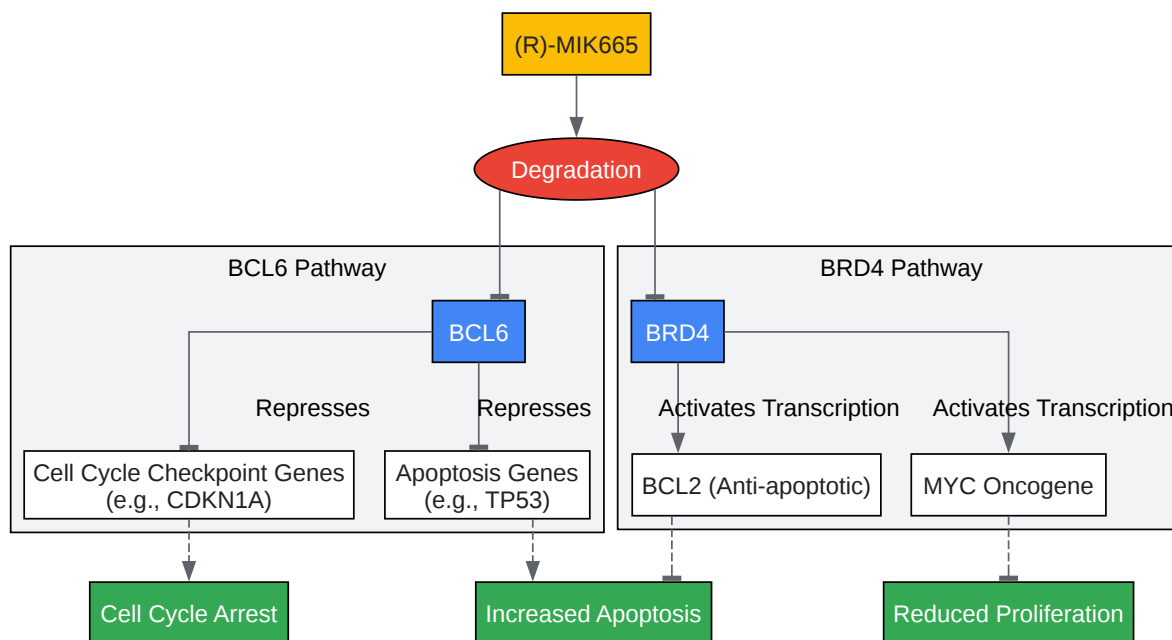 (R)-MIK665
Degradation
BCL6 Pathway
BRD4 Pathway
BCL6
BRD4
Represses
Represses
Activates Transcription
Activates Transcription
Cell Cycle Checkpoint Genes
(e.g., CDKN1A)
Apoptosis Genes
(e.g., TP53)
BCL2 (Anti-apoptotic)
MYC Oncogene
Cell Cycle Arrest
Increased Apoptosis
Reduced Proliferation